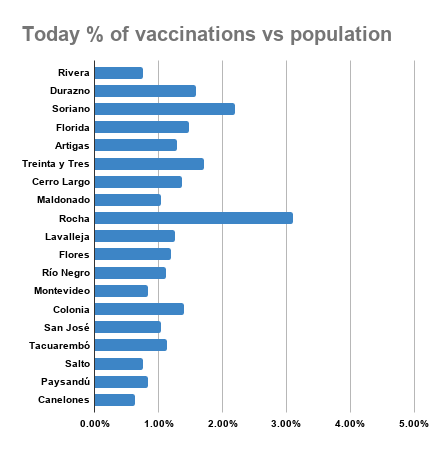 Today % of vaccinations vs population
Rivera
Durazno
Soriano
Florida
Artigas
Treinta y Tres
Cerro Largo
Maldonado
Rocha
Lavalleja
Flores
Río Negro
Montevideo
Colonia
San José
Tacuarembó
Salto
Paysandú
Canelones
0.00% 1.00% 2.00% 3.00% 4.00% 5.00%